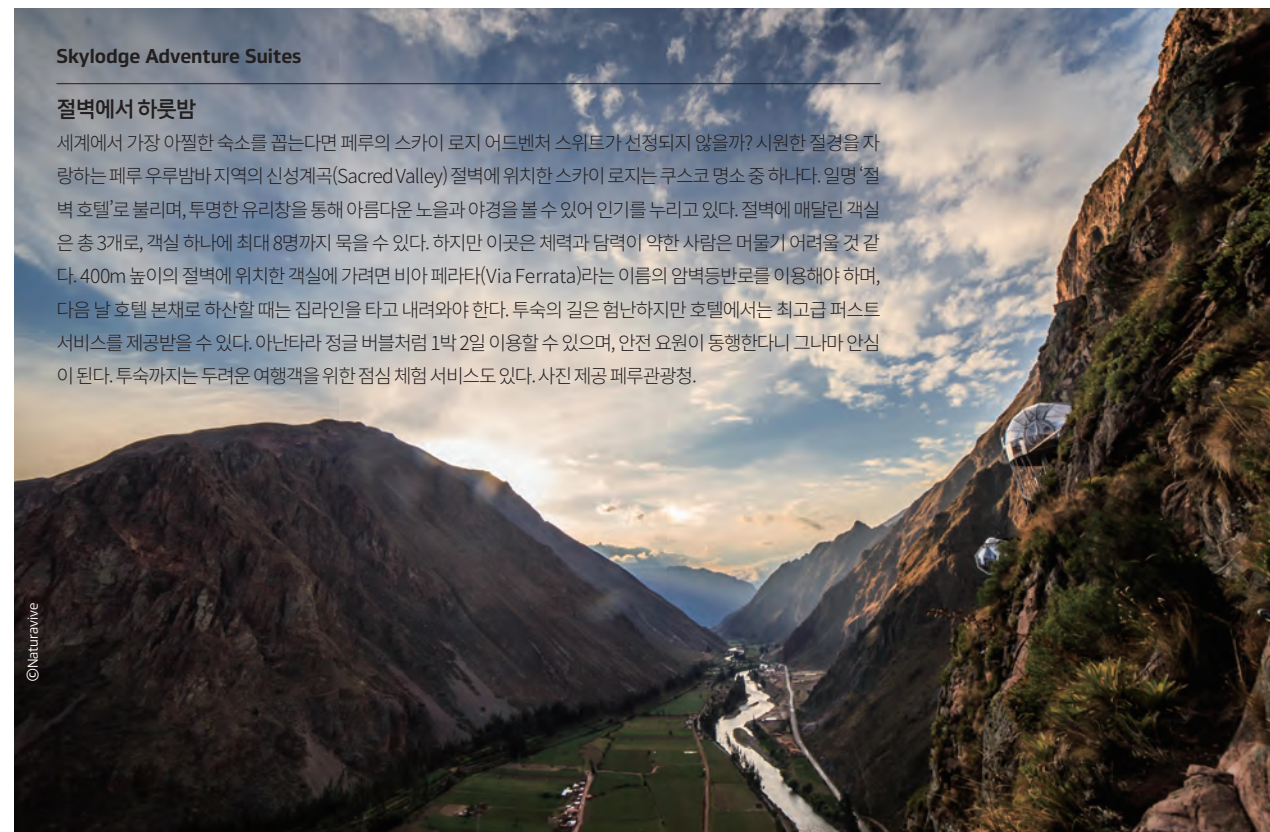 Skylodge Adventure Suites
절벽에서 하룻밤
세계에서 가장 아찔한 숙소를 꼽는다면 페루의 스카이 로지 어드벤처 스위트가 선정되지 않을까? 시원한 절경을 자
랑하는 페루 우루밤바 지역의 신성계곡(Sacred Valley) 절벽에 위치한 스카이 로지는 쿠스코 명소 중 하나다. 일명 ‘절
벽 호텔’로 불리며, 투명한 유리창을 통해 아름다운 노을과 야경을 볼 수 있어 인기를 누리고 있다. 절벽에 매달린 객실
은 총 3개로, 객실 하나에 최대 8명까지 묵을 수 있다. 하지만 이곳은 체력과 담력이 약한 사람은 머물기 어려울 것 같
다. 400m 높이의 절벽에 위치한 객실에 가려면 비아 페라타(Via Ferrata)라는 이름의 암벽등반로를 이용해야 하며,
다음 날 호텔 본채로 하산할 때는 집라인을 타고 내려와야 한다. 투숙의 길은 험난하지만 호텔에서는 최고급 퍼스트
서비스를 제공받을 수 있다. 아난타라 정글 버블처럼 1박 2일 이용할 수 있으며, 안전 요원이 동행한다니 그나마 안심
이 된다. 투숙까지는 두려운 여행객을 위한 점심 체험 서비스도 있다. 사진 제공 페루관광청.
©Naturavive